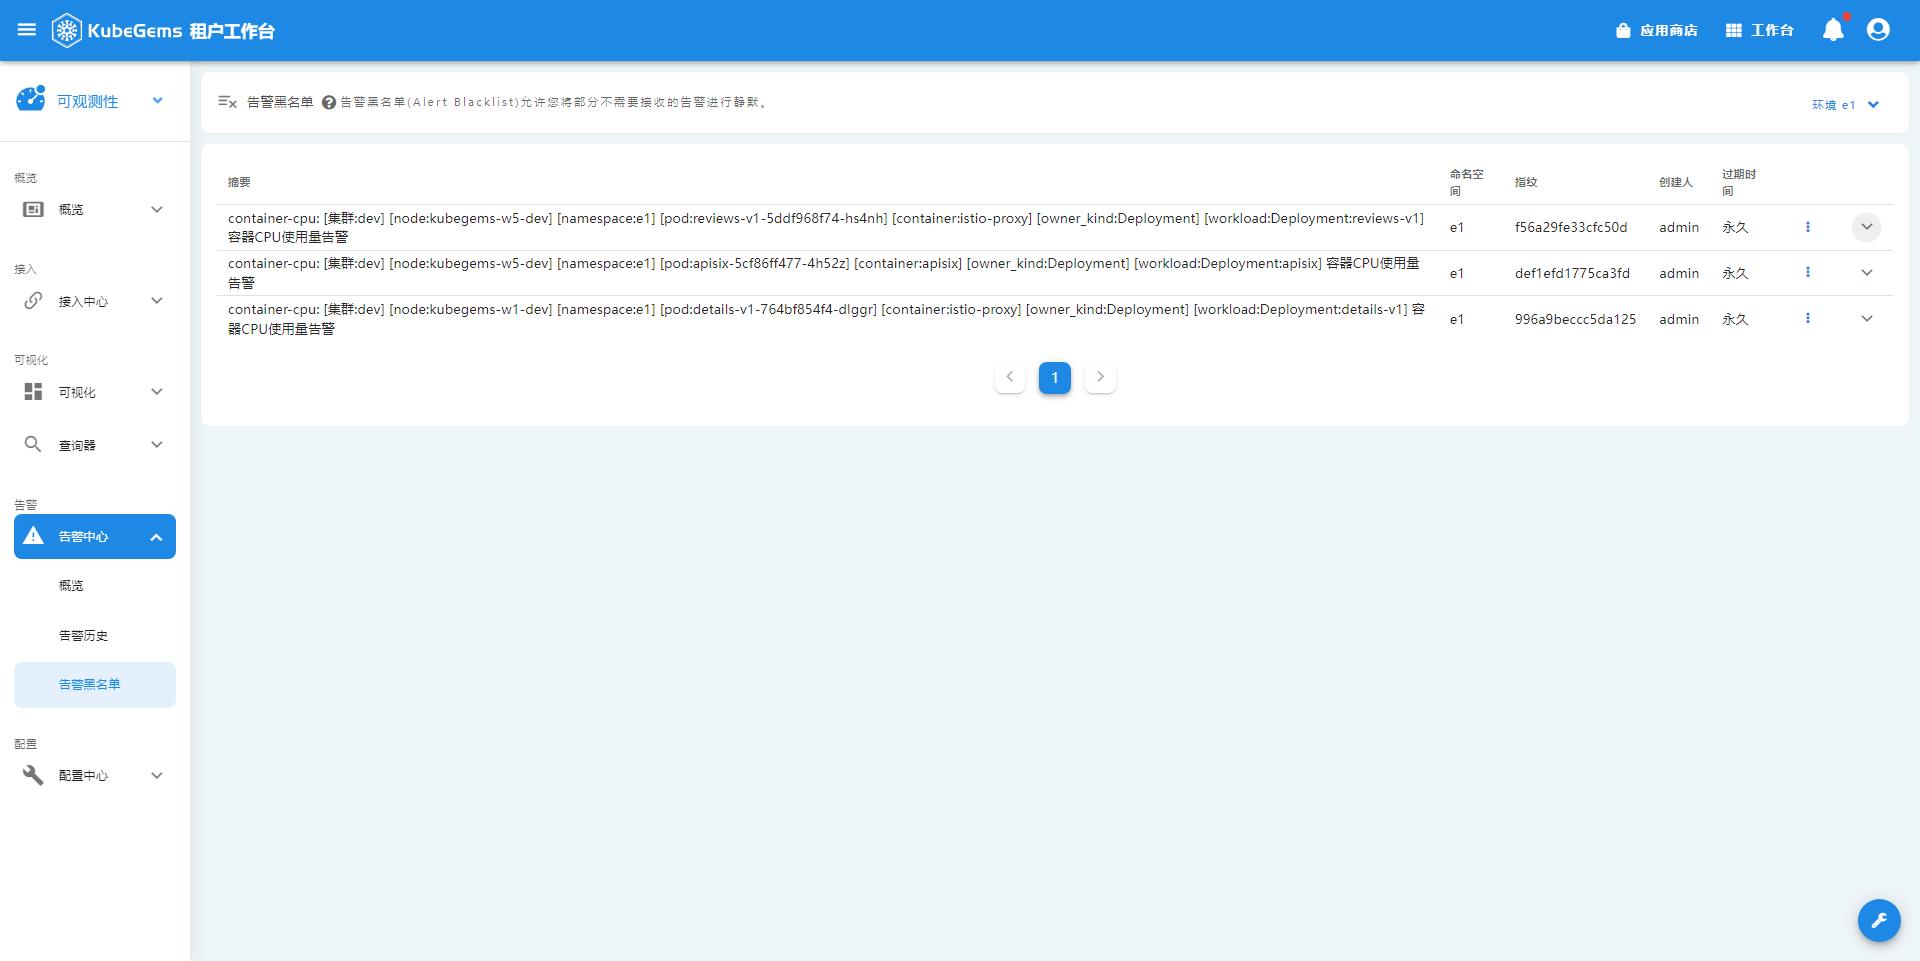 KubeGems 租户工作台
应用商店
工作台
可观测性
告警黑名单 告警黑名单(Alert Blacklist)允许您将部分不需要接收的告警进行静默。
环境 e1
概览
概览
接入
接入中心
可视化
可视化
查询器
告警
告警中心
概览
告警历史
告警黑名单
配置
配置中心
摘要
命名空
间
指纹
创建人
过期时
间
container-cpu: [集群:dev] [node:kubegems-w5-dev] [namespace:e1] [pod:reviews-v1-5ddf968f74-hs4nh] [container:istio-proxy] [owner_kind:Deployment] [workload:Deployment:reviews-v1]
容器CPU使用量告警
e1
f56a29fe33cfc50d
admin
永久
container-cpu: [集群:dev] [node:kubegems-w5-dev] [namespace:e1] [pod:apisix-5cf86ff477-4h52z] [container:apisix] [owner_kind:Deployment] [workload:Deployment:apisix] 容器CPU使用量
告警
e1
def1efd1775ca3fd
admin
永久
container-cpu: [集群:dev] [node:kubegems-w1-dev] [namespace:e1] [pod:details-v1-764bf854f4-dlggr] [container:istio-proxy] [owner_kind:Deployment] [workload:Deployment:details-v1] 容
器CPU使用量告警
e1
996a9beccc5da125
admin
永久
1